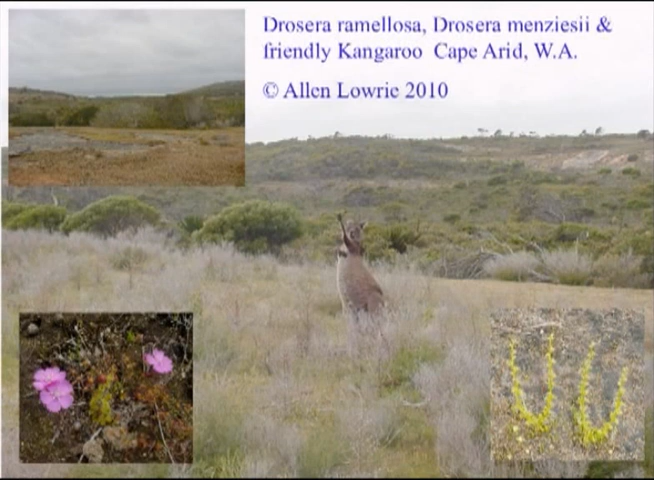 Drosera ramellosa, Drosera menziesii &
friendly Kangaroo Cape Arid, W.A.
© Allen Lowrie 2010